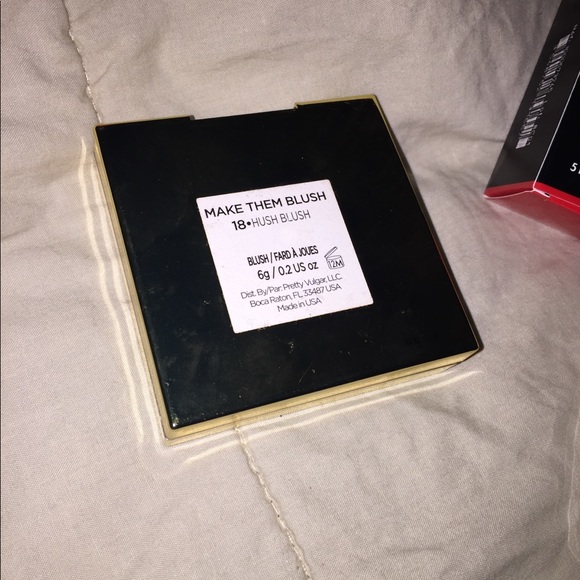 MAKE THEM BLUSH
18•HUSH BLUSH
BLUSH / FARD À JOUES
6g / 0.2 US oz
12M
Dist. By/Par: Pretty Vulgar, LLC
Boca Raton, FL 33487 USA
Made in USA